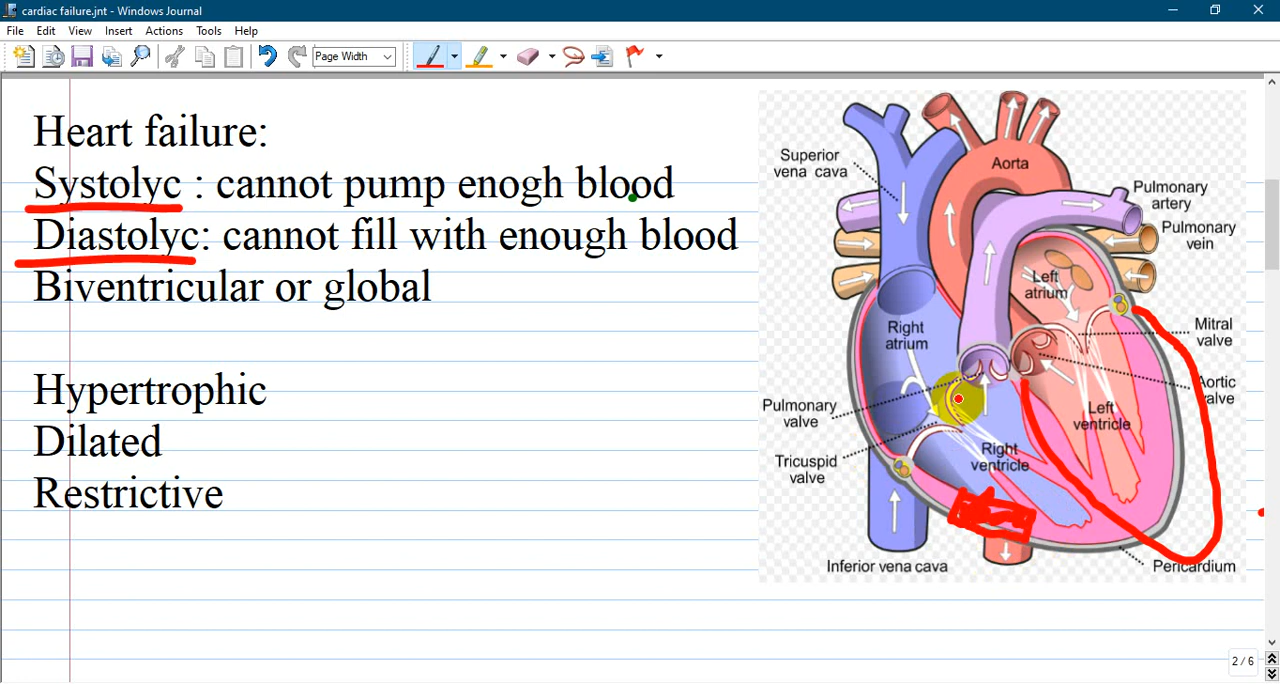 cardiac failure.jnt - Windows Journal
File Edit View Insert Actions Tools Help
Page Width
Heart failure:
Systolyc : cannot pump enogh blood
Diastolyc: cannot fill with enough blood
Biventricular or global
Hypertrophic
Dilated
Restrictive
Superior
vena cava
Aorta
Pulmonary
artery
Pulmonary
vein
Left
atrium
Right
atrium
Mitral
valve
Aortic
valve
Pulmonary
valve
Left
ventricle
Tricuspid
valve
Right
ventricle
Inferior vena cava
Pericardium
2 / 6